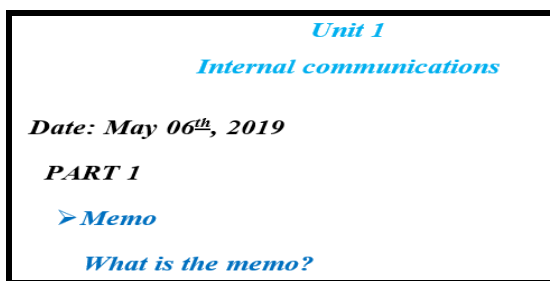 Unit 1
Internal communications
Date: May 06th, 2019
PART 1
➢ Memo
What is the memo?